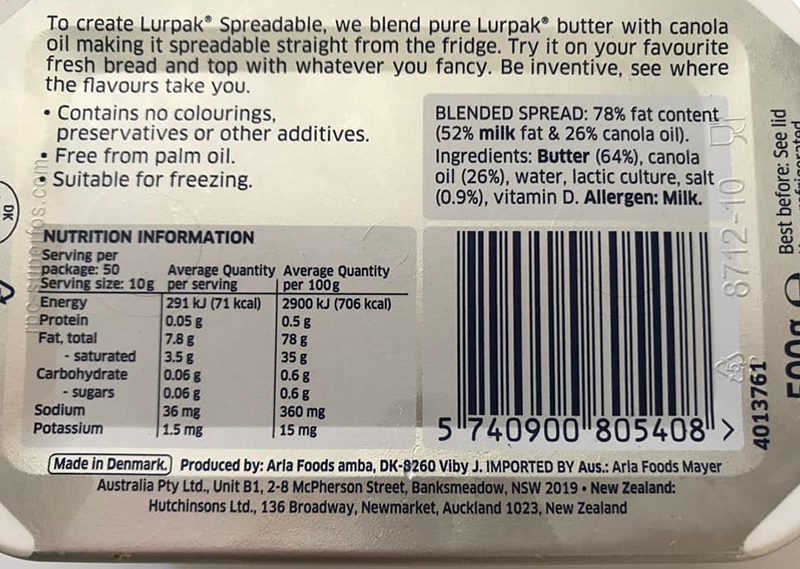 To create Lurpak® Spreadable, we blend pure Lurpak® butter with canola
oil making it spreadable straight from the fridge. Try it on your favourite
fresh bread and top with whatever you fancy. Be inventive, see where
the flavours take you.
• Contains no colourings,
preservatives or other additives.
• Free from palm oil.
• Suitable for freezing.
BLENDED SPREAD: 78% fat content
(52% milk fat & 26% canola oil).
Ingredients: Butter (64%), canola
oil (26%), water, lactic culture, salt
(0.9%), vitamin D. Allergen: Milk.
NUTRITION INFORMATION
Serving per
package: 50 Average Quantity Average Quantity
Serving size: 10g per serving per 100g
Energy 291 kJ (71 kcal) 2900 kJ (706 kcal)
Protein 0.05 g 0.5 g
Fat, total 7.8 g 78 g
- saturated 3.5 g 35 g
Carbohydrate 0.06 g 0.6 g
- sugars 0.06 g 0.6 g
Sodium 36 mg 360 mg
Potassium 1.5 mg 15 mg
5 740900 805408 >
Made in Denmark. Produced by: Arla Foods amba, DK-8260 Viby J. IMPORTED BY Aus.: Arla Foods Mayer
Australia Pty Ltd., Unit B1, 2-8 McPherson Street, Banksmeadow, NSW 2019 • New Zealand:
Hutchinsons Ltd., 136 Broadway, Newmarket, Auckland 1023, New Zealand
DK
8712-10
5
4013761
Best before: See lid
500g